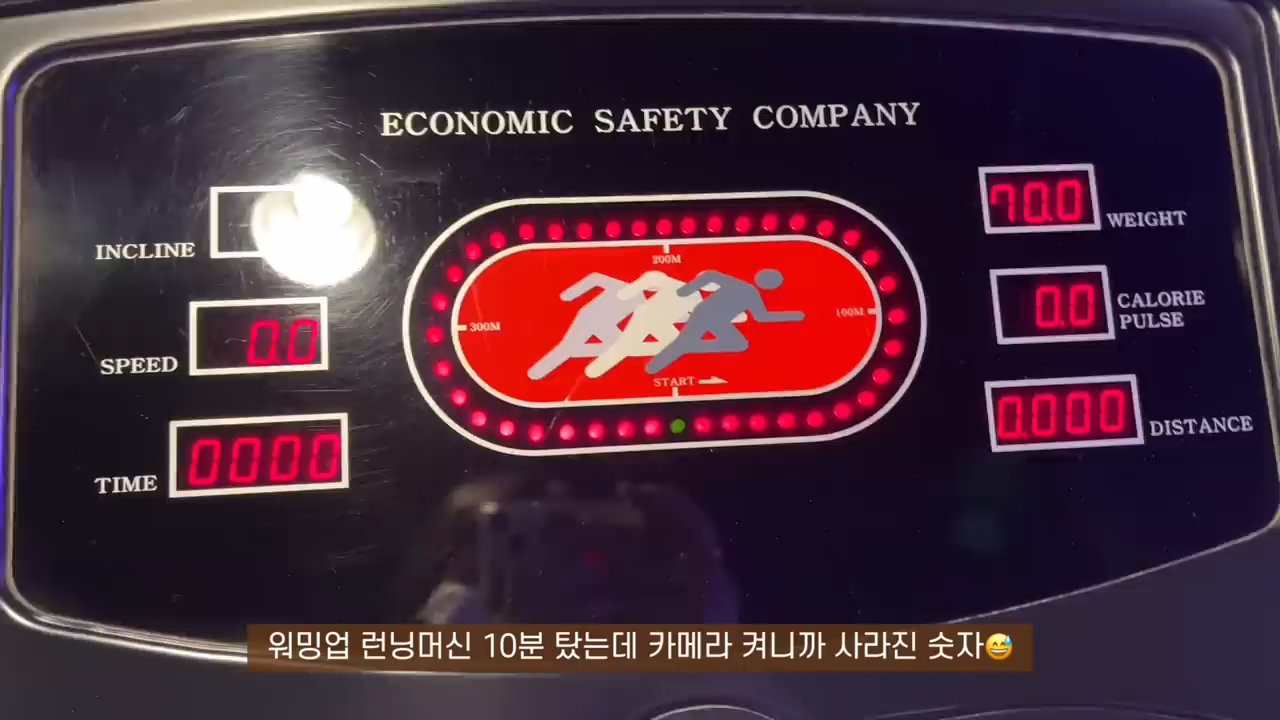 ECONOMIC SAFETY COMPANY
INCLINE
SPEED 0.0
TIME 0000
200M
300M
100M
START
70.0 WEIGHT
0.0 CALORIE
PULSE
0.000 DISTANCE
워밍업 런닝머신 10분 탔는데 카메라 켜니까 사라진 숫자😅